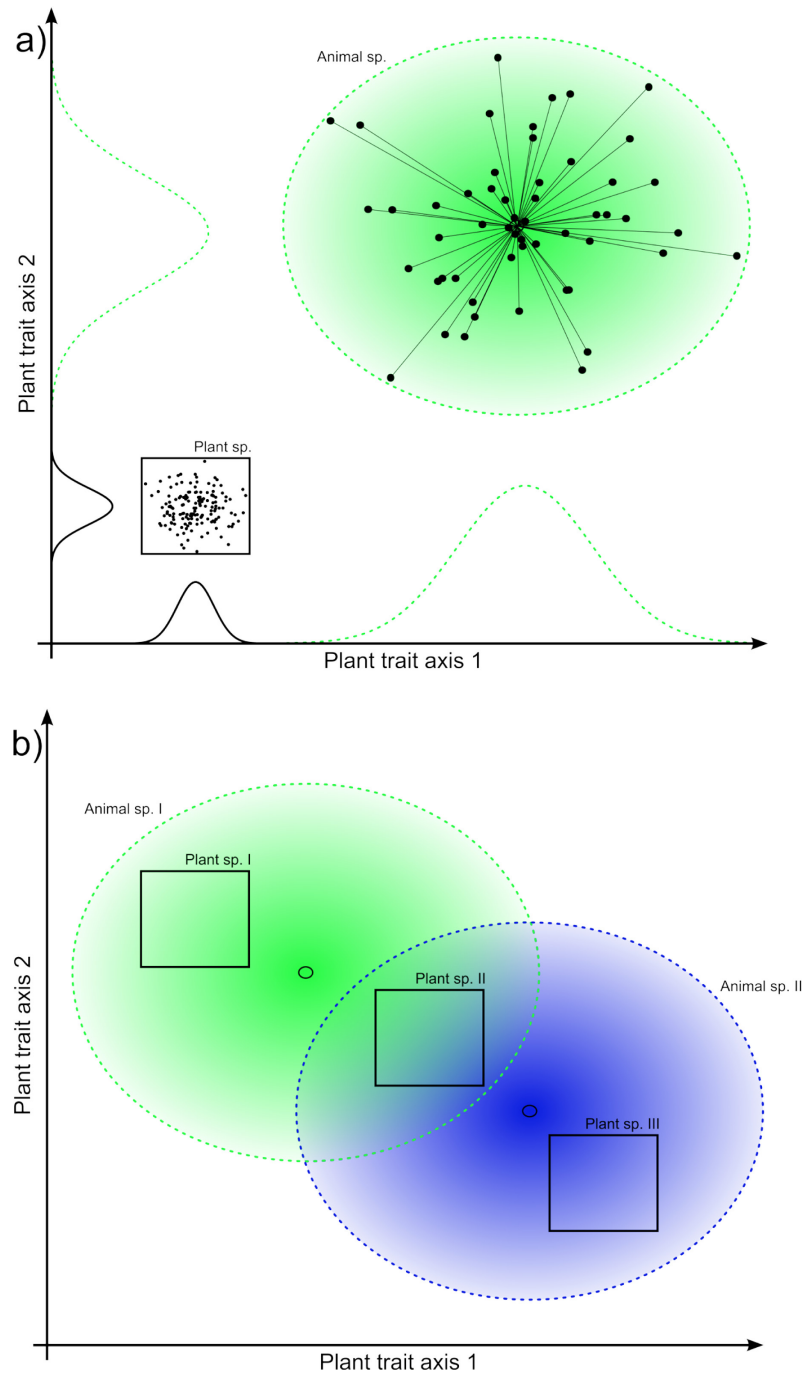 a)
Animal sp.
Plant trait axis 2
Plant sp.
Plant trait axis 1
b)
Animal sp. I
Plant sp. I
Plant sp. II
Animal sp. II
Plant trait axis 2
Plant sp. III
Plant trait axis 1